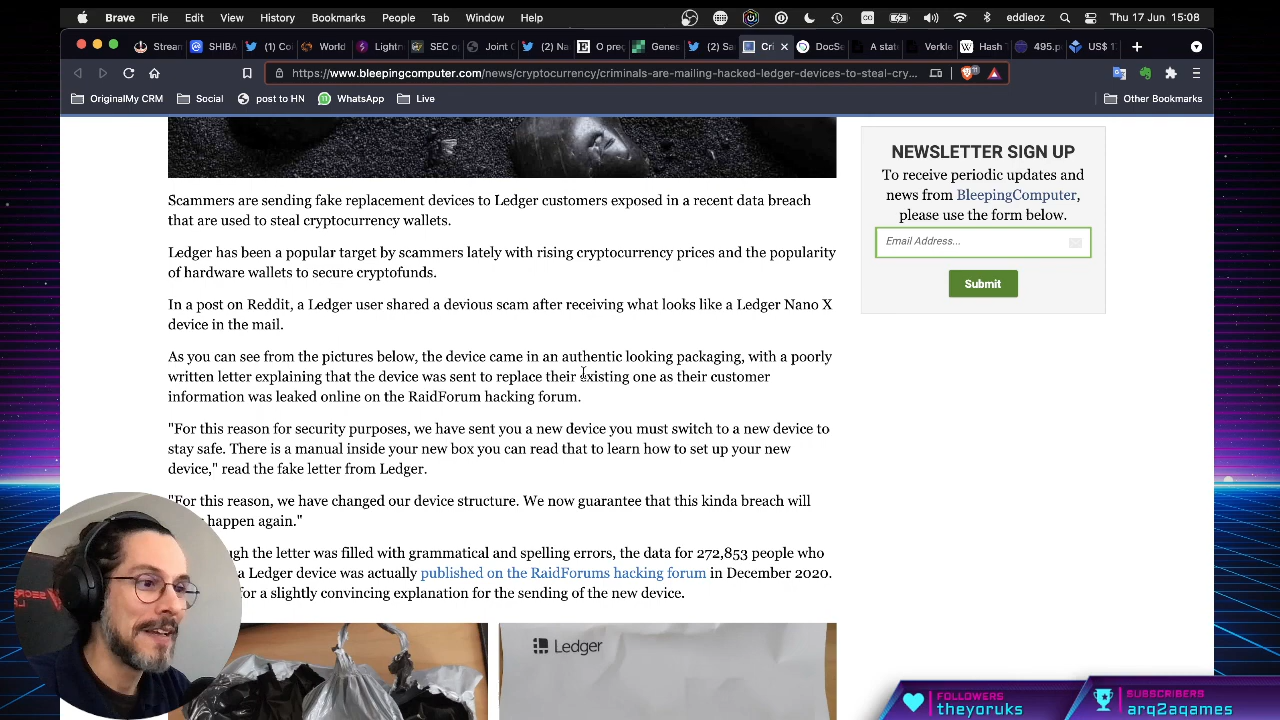 Brave File Edit View History Bookmarks People Tab Window Help eddieoz Thu 17 Jun 15:08
Stream SHIBA (1) Co World Lightn SEC o Joint C (2) Na O pre Genes (2) Sa Cri DocSe A stat Verkle Hash T 495.p US$ 1
https://www.bleepingcomputer.com/news/cryptocurrency/criminals-are-mailing-hacked-ledger-devices-to-steal-cry...
OriginalMy CRM Social post to HN WhatsApp Live Other Bookmarks
Scammers are sending fake replacement devices to Ledger customers exposed in a recent data breach
that are used to steal cryptocurrency wallets.
Ledger has been a popular target by scammers lately with rising cryptocurrency prices and the popularity
of hardware wallets to secure cryptofunds.
In a post on Reddit, a Ledger user shared a devious scam after receiving what looks like a Ledger Nano X
device in the mail.
As you can see from the pictures below, the device came in an authentic looking packaging, with a poorly
written letter explaining that the device was sent to replace their existing one as their customer
information was leaked online on the RaidForum hacking forum.
"For this reason for security purposes, we have sent you a new device you must switch to a new device to
stay safe. There is a manual inside your new box you can read that to learn how to set up your new
device," read the fake letter from Ledger.
"For this reason, we have changed our device structure. We now guarantee that this kinda breach will
happen again."
the letter was filled with grammatical and spelling errors, the data for 272,853 people who
a Ledger device was actually published on the RaidForums hacking forum in December 2020.
for a slightly convincing explanation for the sending of the new device.
Ledger
NEWSLETTER SIGN UP
To receive periodic updates and
news from BleepingComputer,
please use the form below.
Email Address...
Submit
FOLLOWERS
theyoruks
SUBSCRIBERS
arq2aqames